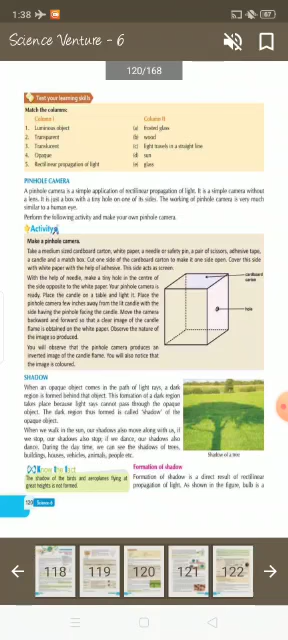 1:38
67
Science Venture - 6
120/168
Test your learning skills
Match the columns:
Column I Column II
1. Luminous object (a) frosted glass
2. Transparent (b) wood
3. Translucent (c) light travels in a straight line
4. Opaque (d) sun
5. Rectilinear propagation of light (e) glass
PINHOLE CAMERA
A pinhole camera is a simple application of rectilinear propagation of light. It is a simple camera without
a lens. It is just a box with a tiny hole on one of its sides. The working of pinhole camera is very much
similar to a human eye.
Perform the following activity and make your own pinhole camera.
Activity
Make a pinhole camera.
Take a medium sized cardboard carton, white paper, a needle or safety pin, a pair of scissors, adhesive tape,
a candle and a match box. Cut one side of the cardboard carton to make it one side open. Cover this side
with white paper with the help of adhesive. This side acts as screen.
With the help of needle, make a tiny hole in the centre of
the side opposite to the white paper. Your pinhole camera is
ready. Place the candle on a table and light it. Place the
pinhole camera few inches away from the lit candle with the
side having the pinhole facing the candle. Move the camera
backward and forward so that a clear image of the candle
flame is obtained on the white paper. Observe the nature of
the image so produced.
You will observe that the pinhole camera produces an
inverted image of the candle flame. You will also notice that
the image is coloured.
cardboard
carton
hole
SHADOW
When an opaque object comes in the path of light rays, a dark
region is formed behind that object. This formation of a dark region
takes place because light rays cannot pass through the opaque
object. The dark region thus formed is called 'shadow' of the
opaque object.
When we walk in the sun, our shadows also move along with us, if
we stop, our shadows also stop; if we dance, our shadows also
dance. During the day time, we can see the shadows of trees,
buildings, houses, vehicles, animals, people etc.
Shadow of a tree
Know the fact
The shadow of the birds and aeroplanes flying at
great heights is not formed.
Formation of shadow
Formation of shadow is a direct result of rectilinear
propagation of light. As shown in the figure, bulb is a
120 Science-6
118 119 120 121 122